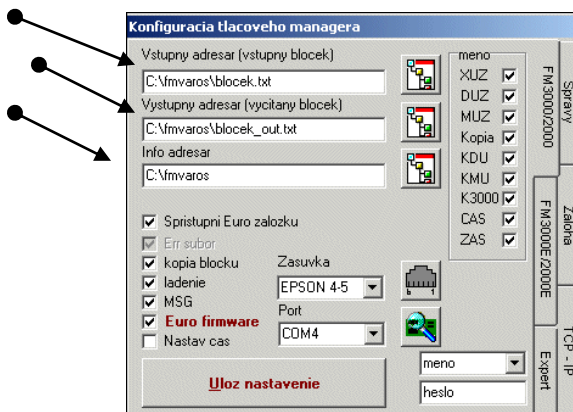 Konfiguracia tlacoveho managera
Vstupny adresar (vstupny blocek)
C:\fmvaros\blocek.txt
Vystupny adresar (vycitany blocek)
C:\fmvaros\blocek_out.txt
Info adresar
C:\fmvaros
Spristupni Euro zalozku
Err subor
kopia blocku
ladenie
MSG
Euro firmware
Nastav cas
Zasuvka
EPSON 4-5
Port
COM4
6 1
Uloz nastavenie
meno
XUZ
DUZ
MUZ
Kopia
KDU
KMU
K3000
CAS
ZAS
meno
heslo
FM3000/2000
FM3000E/2000E
Expert
Spravy
Zaloha
TCP - IP